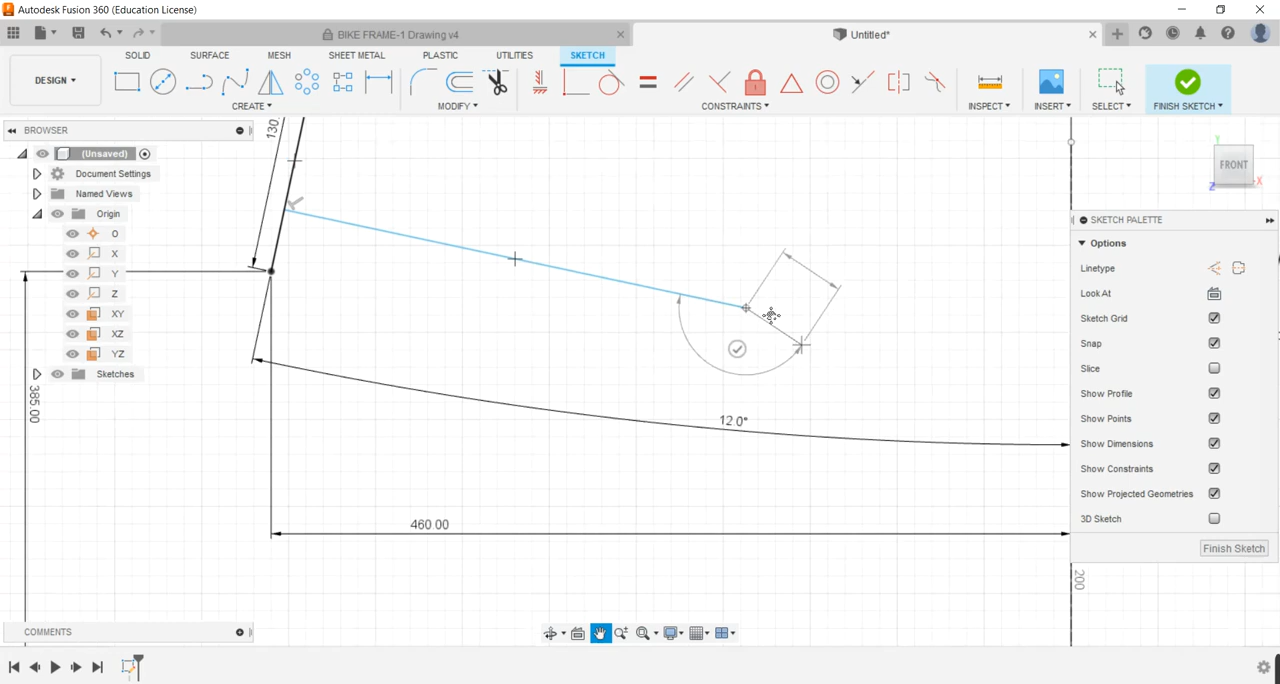 Autodesk Fusion 360 (Education License)
BIKE FRAME-1 Drawing v4
Untitled*
DESIGN
SOLID
SURFACE
MESH
SHEET METAL
PLASTIC
UTILITIES
SKETCH
CREATE
MODIFY
CONSTRAINTS
INSPECT
INSERT
SELECT
FINISH SKETCH
BROWSER
(Unsaved)
Document Settings
Named Views
Origin
O
X
Y
Z
XY
XZ
YZ
Sketches
130.
385.00
12.0°
460 00
200
Y
FRONT
Z
-X
SKETCH PALETTE
Options
Linetype
Look At
Sketch Grid
Snap
Slice
Show Profile
Show Points
Show Dimensions
Show Constraints
Show Projected Geometries
3D Sketch
Finish Sketch
COMMENTS